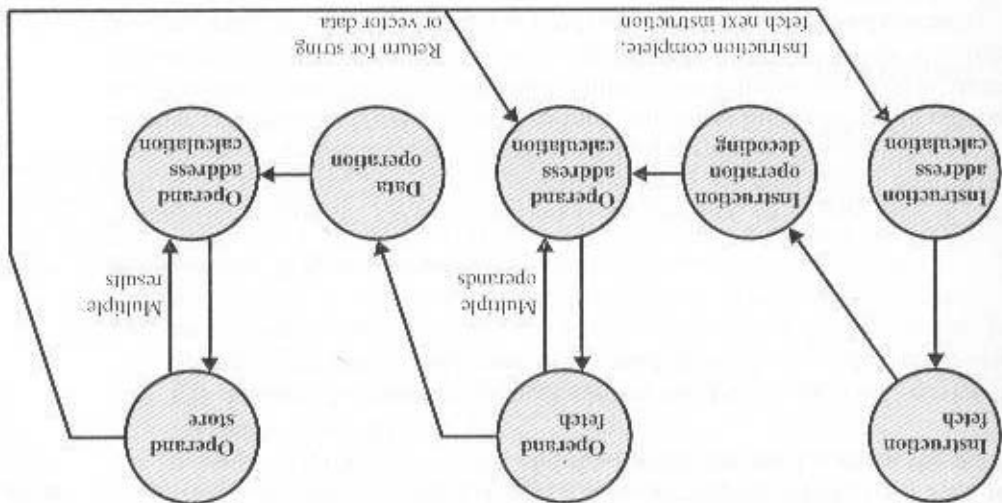 Instruction
fetch
Operand
fetch
Operand
store
Multiple
operands
Multiple
results
Instruction
address
calculation
Instruction
operation
decoding
Operand
address
calculation
Data
operation
Operand
address
calculation
Instruction complete,
fetch next instruction
Return for string
or vector data